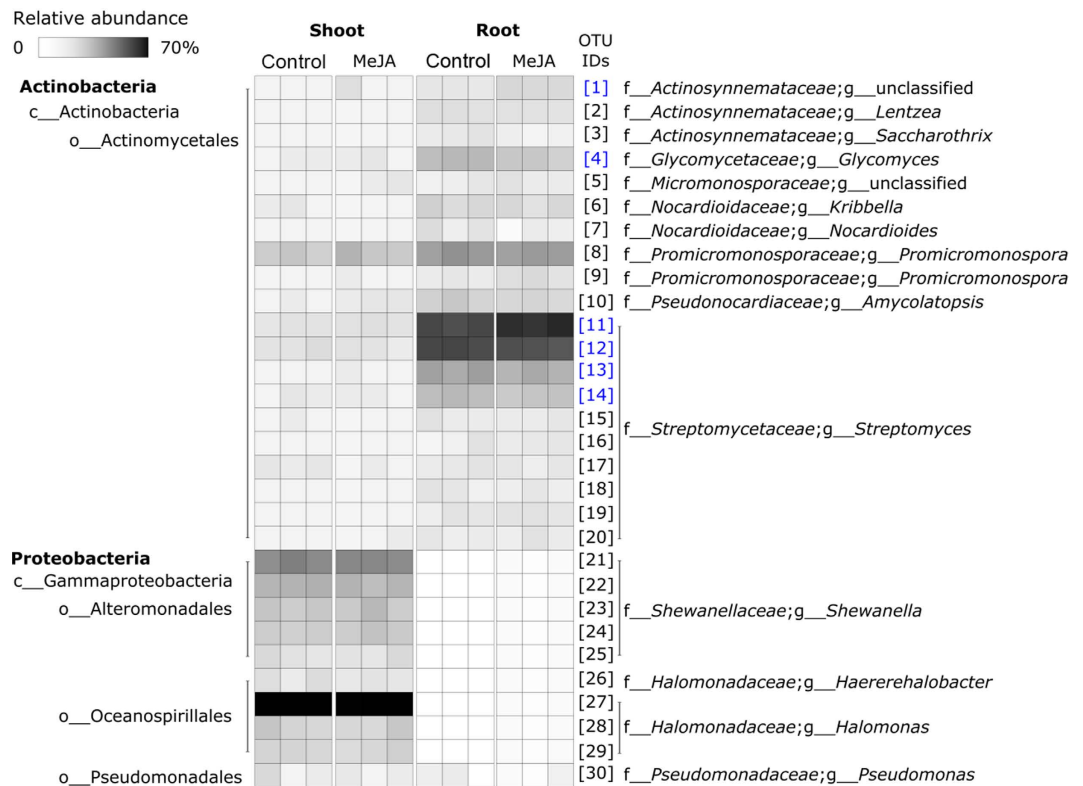 Relative abundance
0 70%
Shoot Root
Control MeJA Control MeJA OTU IDs
Actinobacteria
c__Actinobacteria
o__Actinomycetales
[1] f__Actinosynnemataceae;g__unclassified
[2] f__Actinosynnemataceae;g__Lentzea
[3] f__Actinosynnemataceae;g__Saccharothrix
[4] f__Glycomycetaceae;g__Glycomyces
[5] f__Micromonosporaceae;g__unclassified
[6] f__Nocardioidaceae;g__Kribbella
[7] f__Nocardioidaceae;g__Nocardioides
[8] f__Promicromonosporaceae;g__Promicromonospora
[9] f__Promicromonosporaceae;g__Promicromonospora
[10] f__Pseudonocardiaceae;g__Amycolatopsis
[11]
[12]
[13]
[14]
[15]
f__Streptomycetaceae;g__Streptomyces
[16]
[17]
[18]
[19]
[20]
Proteobacteria
c__Gammaproteobacteria
o__Alteromonadales
[21]
[22]
[23] f__Shewanellaceae;g__Shewanella
[24]
[25]
[26] f__Halomonadaceae;g__Haererehalobacter
[27]
o__Oceanospirillales
[28] f__Halomonadaceae;g__Halomonas
[29]
o__Pseudomonadales [30] f__Pseudomonadaceae;g__Pseudomonas